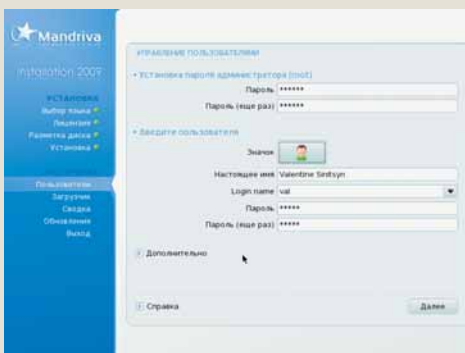 Mandriva
Installation 2009
УСТАНОВКА
Выбор языка
Лицензия
Разметка диска
Установка
Пользователи
Загрузчик
Сводка
Обновления
Выход
УПРАВЛЕНИЕ ПОЛЬЗОВАТЕЛЯМИ
Установка пароля администратора (root)
Пароль ******
Пароль (еще раз) ******
Введите пользователя
Значок
Настоящее имя Valentine Sinitsyn
Login name val
Пароль *****
Пароль (еще раз) *****
Дополнительно
Справка
Далее